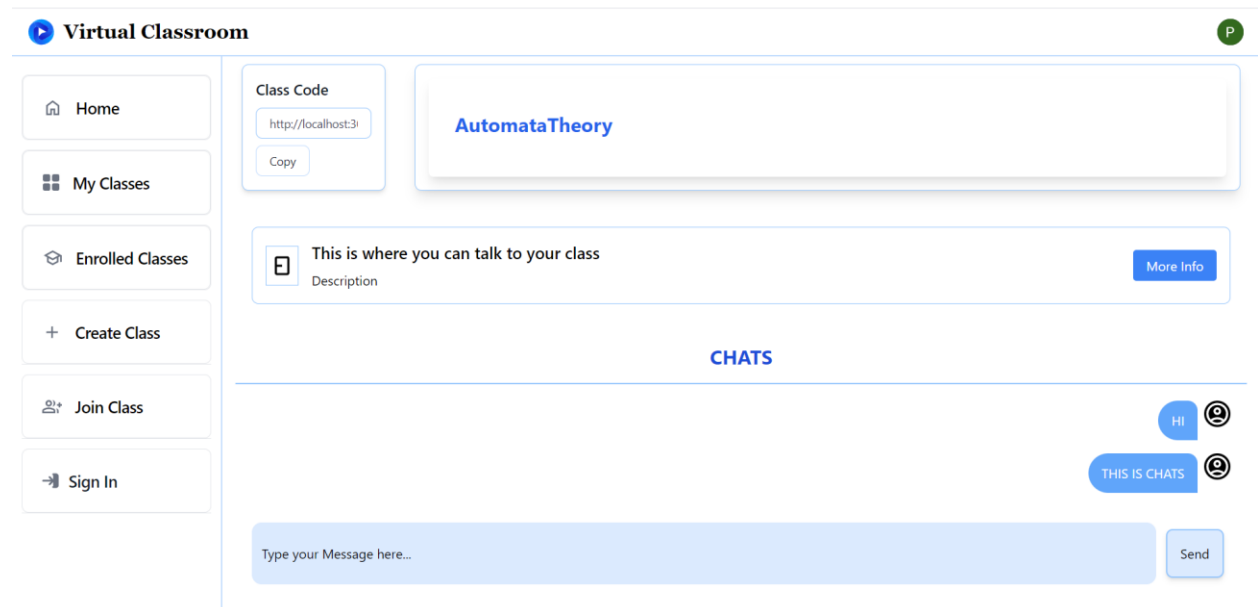 Virtual Classroom
P
Home
My Classes
Enrolled Classes
Create Class
Join Class
Sign In
Class Code
http://localhost:3
Copy
AutomataTheory
This is where you can talk to your class
Description
More Info
CHATS
HI
THIS IS CHATS
Type your Message here...
Send